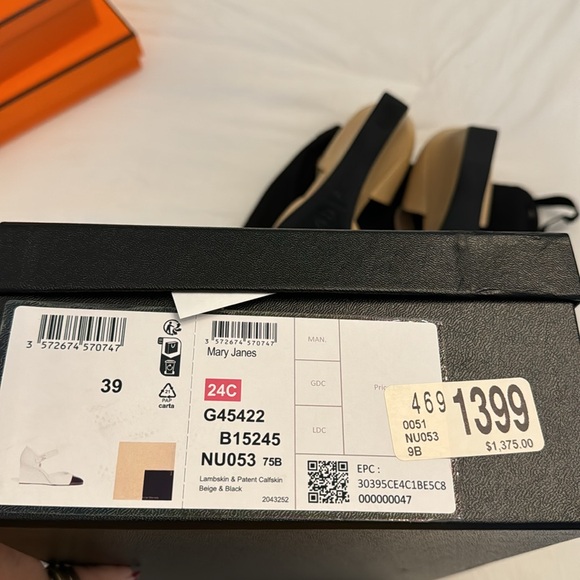 3 572674 570747
39
21
PAP
carta
3 572674 570747
Mary Janes
24C
G45422
B15245
NU053 75B
Lambskin & Patent Calfskin
Beige & Black
2043252
MAN.
GDC
LDC
EPC :
30395CE4C1BE5C8
000000047
469 1399
0051
NU053
9B
$1,375.00